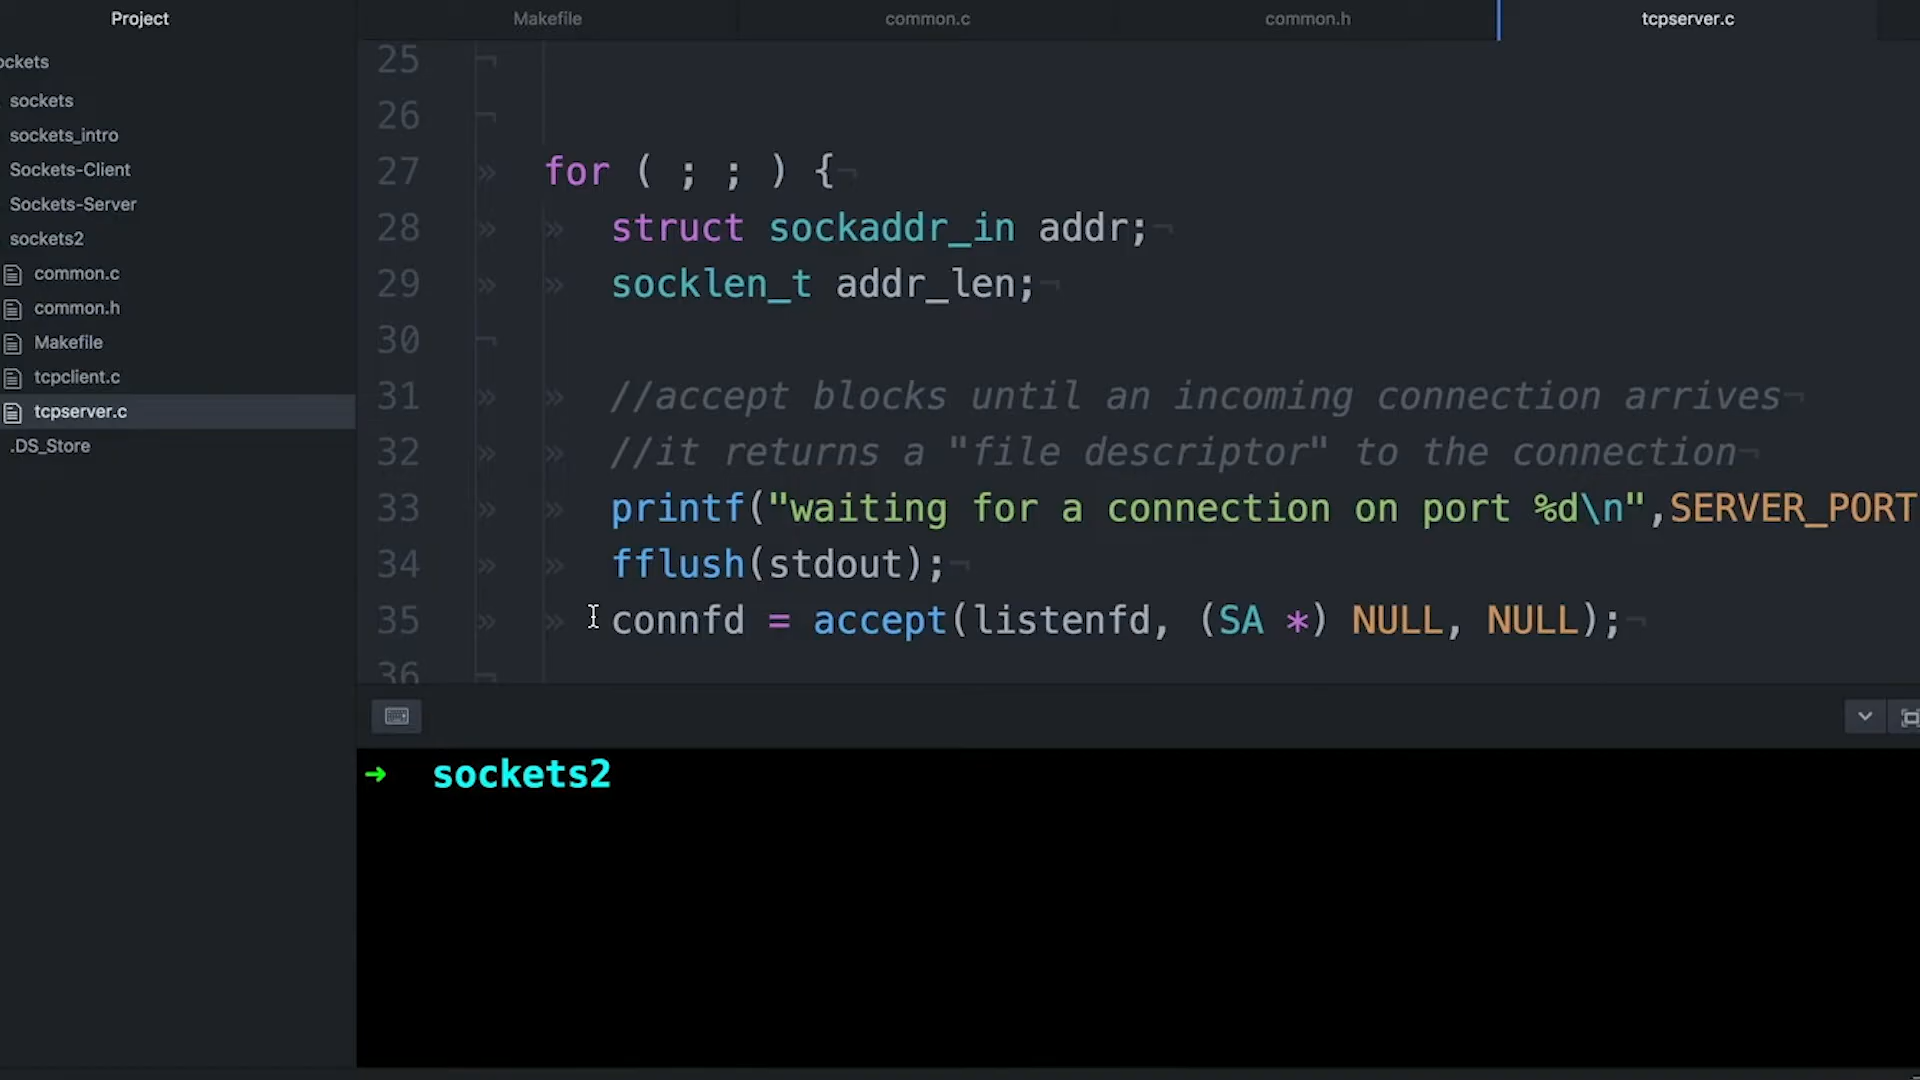 Project
Makefile
common.c
common.h
tcpserver.c
ockets
sockets
sockets_intro
Sockets-Client
Sockets-Server
sockets2
common.c
common.h
Makefile
tcpclient.c
tcpserver.c
.DS_Store
25
26
27 for ( ; ; ) {
28 struct sockaddr_in addr;
29 socklen_t addr_len;
30
31 //accept blocks until an incoming connection arrives
32 //it returns a "file descriptor" to the connection
33 printf("waiting for a connection on port %d\n",SERVER_PORT
34 fflush(stdout);
35 connfd = accept(listenfd, (SA *) NULL, NULL);
36
➜ sockets2